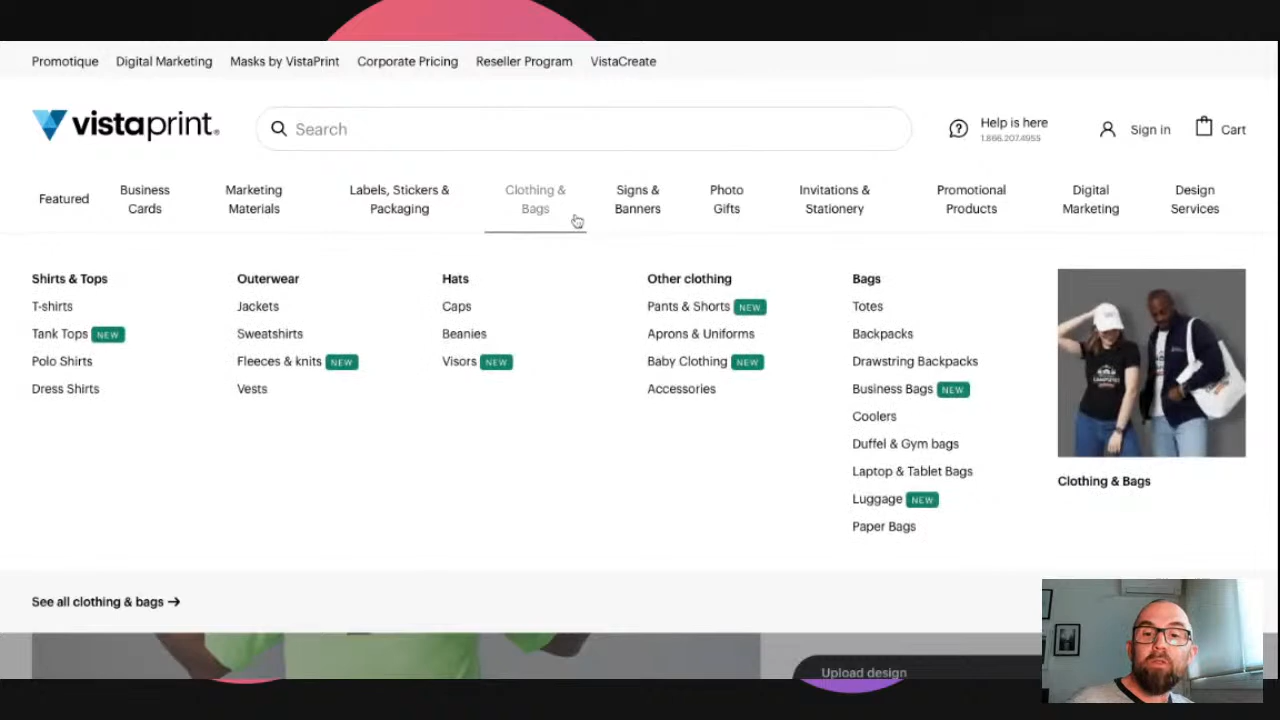 Promotique Digital Marketing Masks by VistaPrint Corporate Pricing Reseller Program VistaCreate
vistaprint.
Search
Help is here
1.866.207.4955
Sign in
Cart
Featured
Business
Cards
Marketing
Materials
Labels, Stickers &
Packaging
Clothing &
Bags
Signs &
Banners
Photo
Gifts
Invitations &
Stationery
Promotional
Products
Digital
Marketing
Design
Services
Shirts & Tops
T-shirts
Tank Tops NEW
Polo Shirts
Dress Shirts
Outerwear
Jackets
Sweatshirts
Fleeces & knits NEW
Vests
Hats
Caps
Beanies
Visors NEW
Other clothing
Pants & Shorts NEW
Aprons & Uniforms
Baby Clothing NEW
Accessories
Bags
Totes
Backpacks
Drawstring Backpacks
Business Bags NEW
Coolers
Duffel & Gym bags
Laptop & Tablet Bags
Luggage NEW
Paper Bags
Clothing & Bags
See all clothing & bags →
Upload design